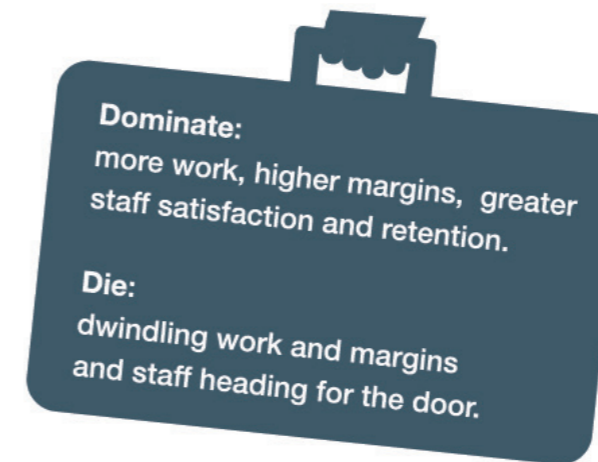 Dominate:
more work, higher margins, greater
staff satisfaction and retention.
Die:
dwindling work and margins
and staff heading for the door.